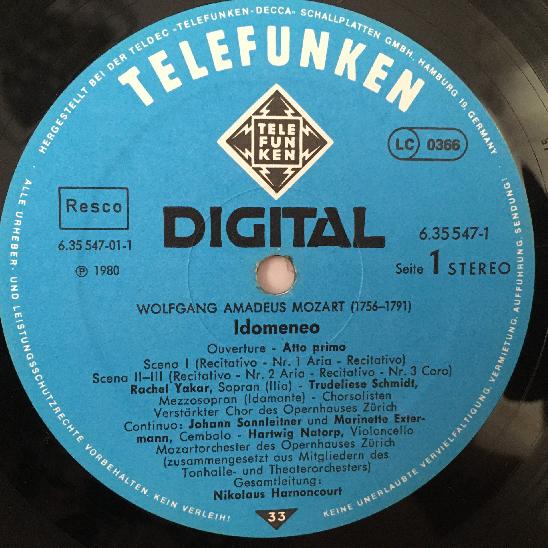 HERGESTELLT BEI DER TELDEC »TELEFUNKEN-DECCA« SCHALLPLATTEN GMBH., HAMBURG 19, GERMANY
TELEFUNKEN
TELE
FUN
KEN
LC 0366
Resco
DIGITAL
6.35 547-01-1
6.35 547-1
℗ 1980
Seite 1 STEREO
WOLFGANG AMADEUS MOZART (1756–1791)
Idomeneo
Ouverture - Atto primo
Scena I (Recitativo - Nr. 1 Aria - Recitativo)
Scena II–III (Recitativo - Nr. 2 Aria - Recitativo - Nr. 3 Coro)
Rachel Yakar, Sopran (Ilia) - Trudeliese Schmidt,
Mezzosopran (Idamante) - Chorsolisten
Verstärkter Chor des Opernhauses Zürich
Continuo: Johann Sonnleitner und Marinette Exter-
mann, Cembalo - Hartwig Natorp, Violoncello
Mozartorchester des Opernhauses Zürich
(zusammengesetzt aus Mitgliedern des
Tonhalle- und Theaterorchesters)
Gesamtleitung:
Nikolaus Harnoncourt
33
ALLE URHEBER- UND LEISTUNGSSCHUTZRECHTE VORBEHALTEN. KEIN VERLEIH!
KEINE UNERLAUBTE VERVIELFÄLTIGUNG, VERMIETUNG, AUFFÜHRUNG, SENDUNG!